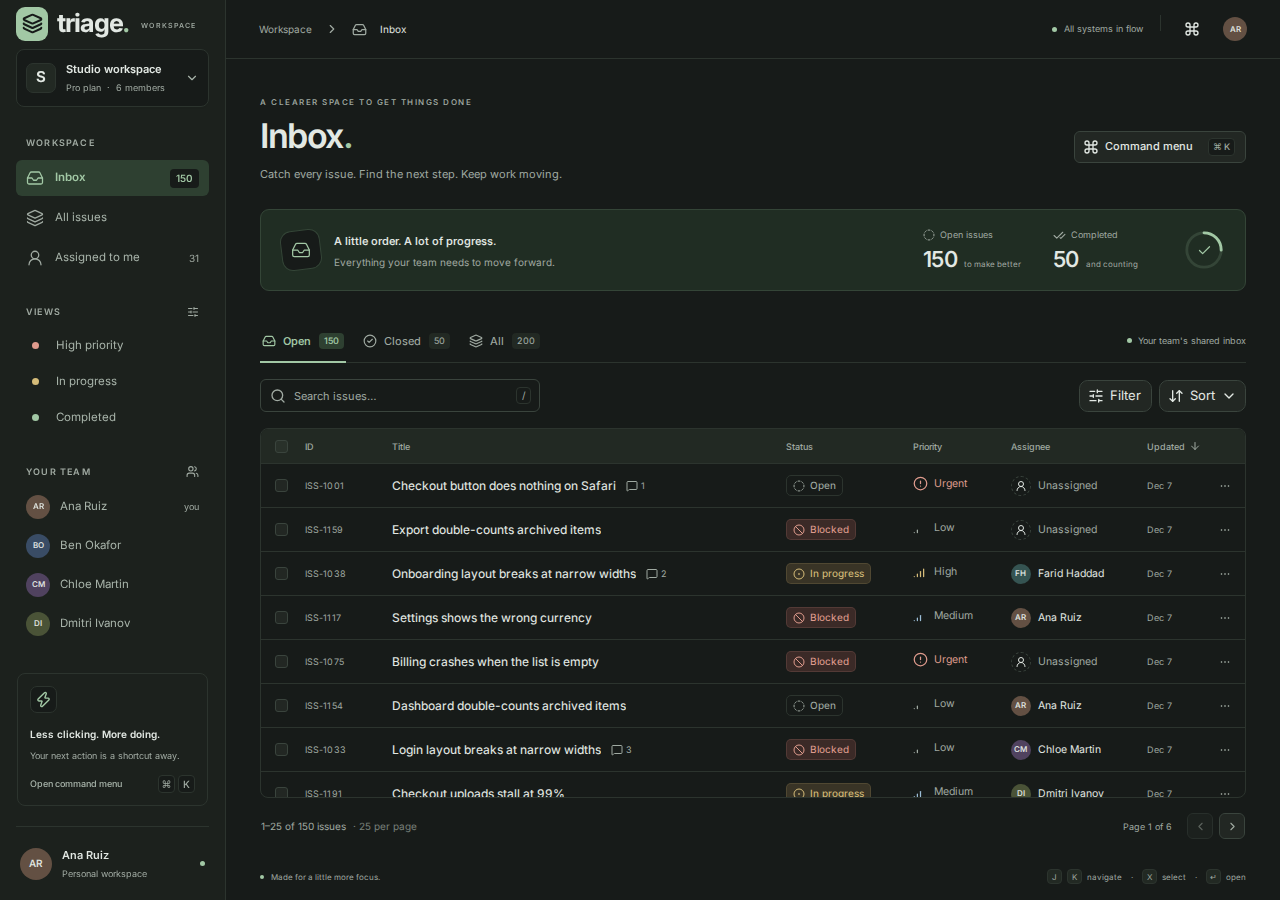 triage. WORKSPACE
S Studio workspace
Pro plan · 6 members
WORKSPACE
Inbox 150
All issues
Assigned to me 31
VIEWS
High priority
In progress
Completed
YOUR TEAM
AR Ana Ruiz you
BO Ben Okafor
CM Chloe Martin
DI Dmitri Ivanov
Less clicking. More doing.
Your next action is a shortcut away.
Open command menu ⌘ K
AR Ana Ruiz
Personal workspace
Workspace > Inbox
All systems in flow ⌘ AR
A CLEARER SPACE TO GET THINGS DONE
Inbox.
Catch every issue. Find the next step. Keep work moving.
⌘ Command menu ⌘ K
A little order. A lot of progress.
Everything your team needs to move forward.
Open issues
150 to make better
Completed
50 and counting
Open 150 Closed 50 All 200
Your team's shared inbox
Search issues... /
Filter Sort
ID Title Status Priority Assignee Updated ↓
ISS-1001 Checkout button does nothing on Safari 1 Open Urgent Unassigned Dec 7 ...
ISS-1159 Export double-counts archived items Blocked Low Unassigned Dec 7 ...
ISS-1038 Onboarding layout breaks at narrow widths 2 In progress High FH Farid Haddad Dec 7 ...
ISS-1117 Settings shows the wrong currency Blocked Medium AR Ana Ruiz Dec 7 ...
ISS-1075 Billing crashes when the list is empty Blocked Urgent Unassigned Dec 7 ...
ISS-1154 Dashboard double-counts archived items Open Low AR Ana Ruiz Dec 7 ...
ISS-1033 Login layout breaks at narrow widths 3 Blocked Low CM Chloe Martin Dec 7 ...
ISS-1191 Checkout uploads stall at 99% In progress Medium DI Dmitri Ivanov Dec 7 ...
1–25 of 150 issues · 25 per page
Page 1 of 6
Made for a little more focus.
J K navigate · X select · ↵ open